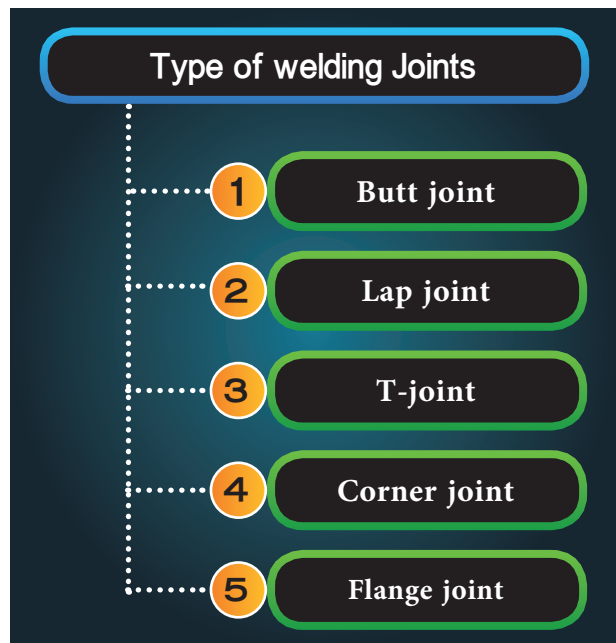 Type of welding Joints
1 Butt joint
2 Lap joint
3 T-joint
4 Corner joint
5 Flange joint